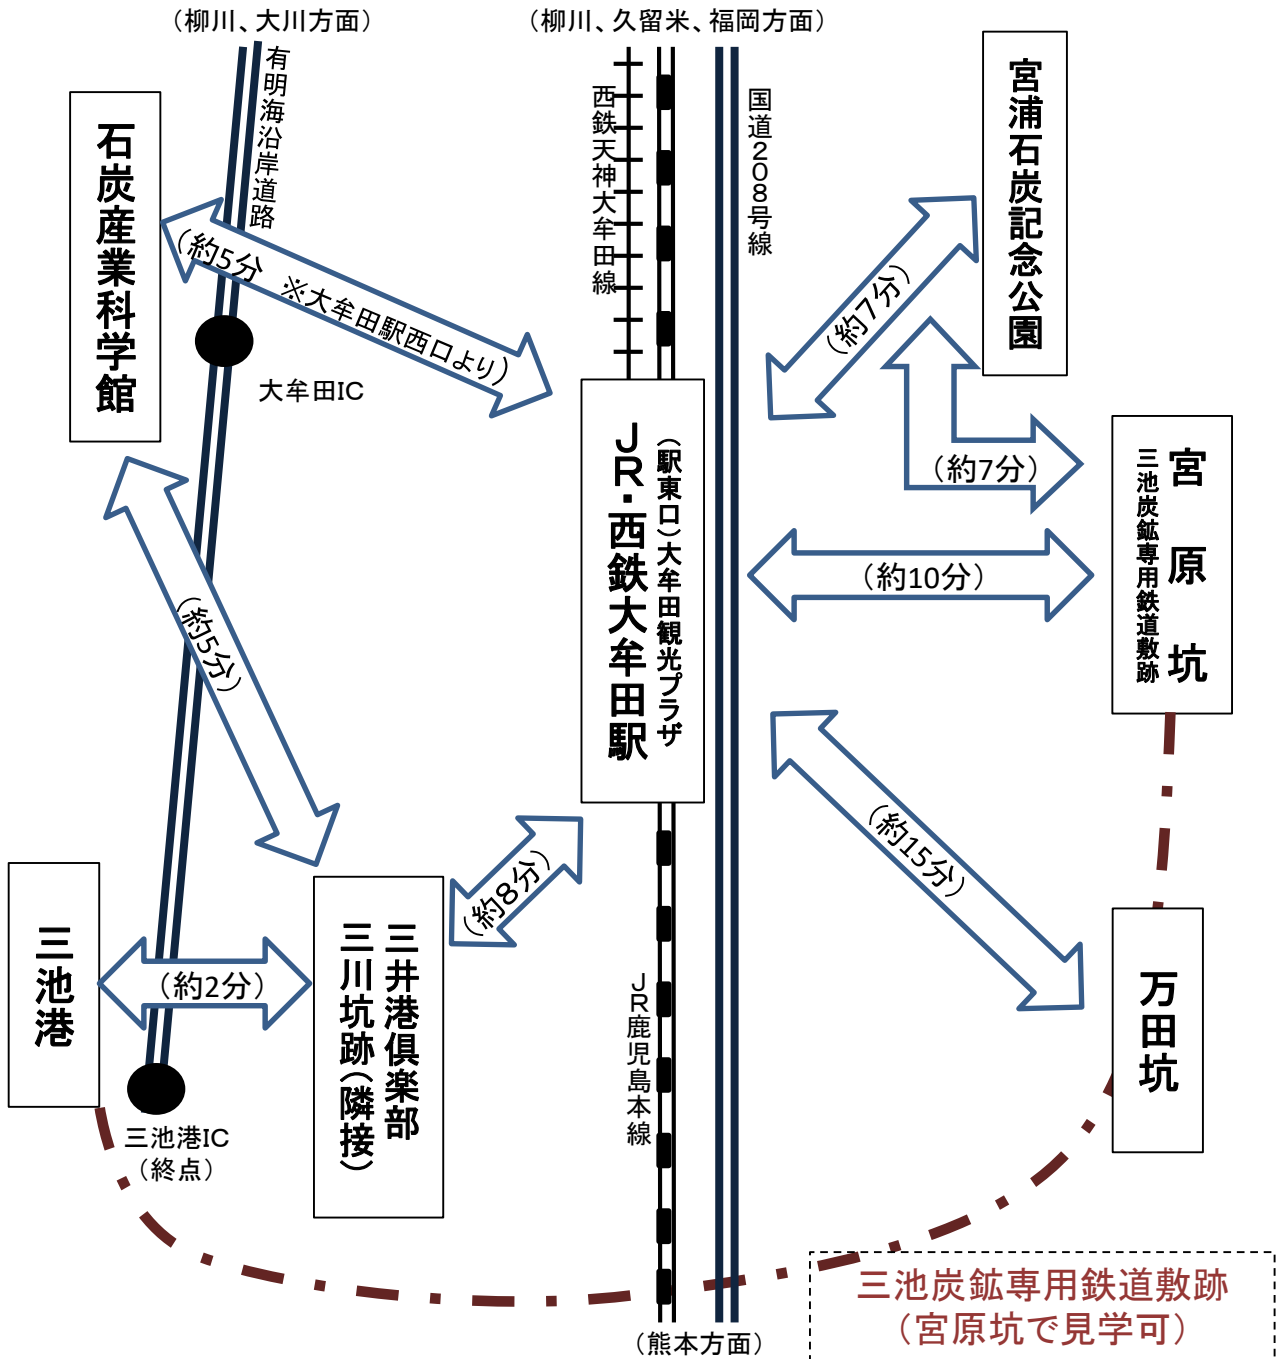 （柳川、大川方面）
（柳川、久留米、福岡方面）
有明海沿岸道路
西鉄天神大牟田線
国道２０８号線
宮浦石炭記念公園
石炭産業科学館
（約5分　※大牟田駅西口より）
（約7分）
大牟田IC
（駅東口）大牟田観光プラザ
ＪＲ・西鉄大牟田駅
（約7分）
宮原坑
三池炭鉱専用鉄道敷跡
（約10分）
（約5分）
（約15分）
（約8分）
三池港
（約2分）
三井港倶楽部
三川坑跡（隣接）
ＪＲ鹿児島本線
万田坑
三池港IC
（終点）
三池炭鉱専用鉄道敷跡
（宮原坑で見学可）
（熊本方面）